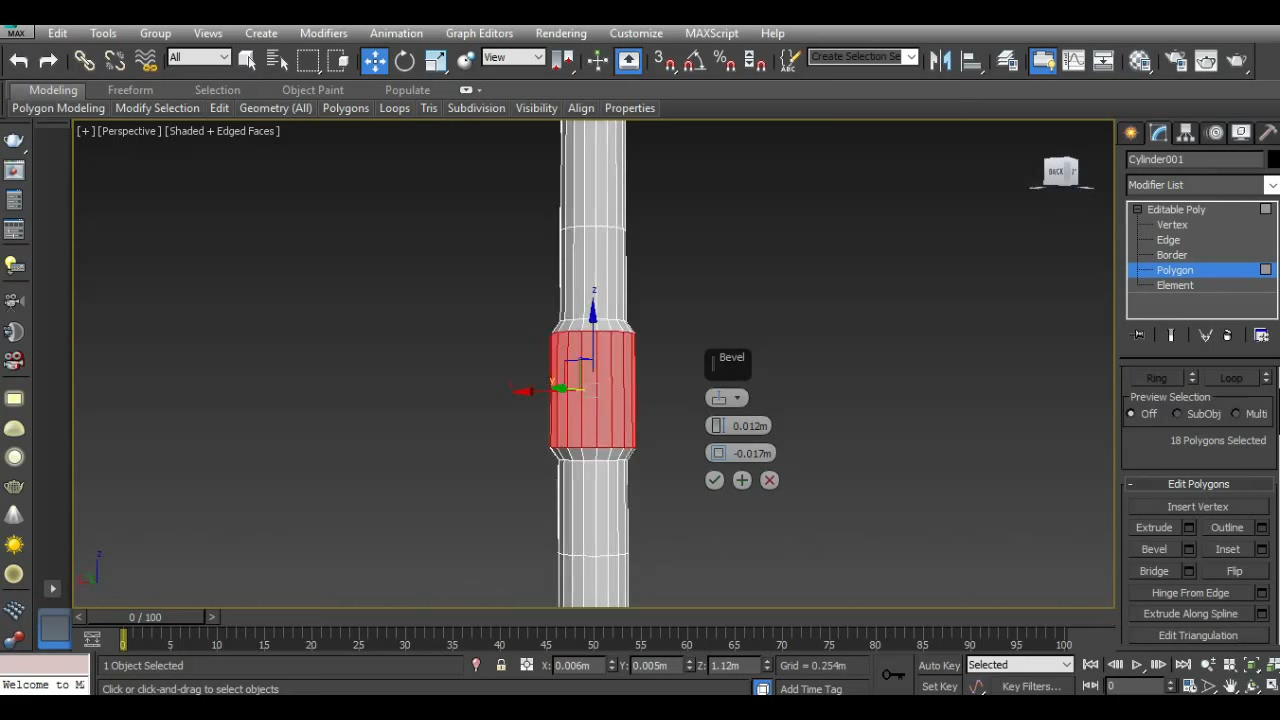 MAX Edit Tools Group Views Create Modifiers Animation Graph Editors Rendering Customize MAXScript Help
All View 3 Create Selection Se
ABC
Modeling Freeform Selection Object Paint Populate
Polygon Modeling Modify Selection Edit Geometry (All) Polygons Loops Tris Subdivision Visibility Align Properties
[+] [Perspective] [Shaded + Edged Faces]
BACK
Cylinder001
Modifier List
Editable Poly
Vertex
Edge
Border
Polygon
Element
z
Bevel
0.012m
-0.017m
Ring Loop
Preview Selection
Off SubObj Multi
18 Polygons Selected
- Edit Polygons
Insert Vertex
Extrude Outline
Bevel Inset
Bridge Flip
Hinge From Edge
Extrude Along Spline
Edit Triangulation
z
< 0 / 100 >
0 5 10 15 20 25 30 35 40 45 50 55 60 65 70 75 80 85 90 95 100
1 Object Selected X: 0.006m Y: 0.005m Z: 1.12m Grid = 0.254m Auto Key Selected
Welcome to Click or click-and-drag to select objects Add Time Tag Set Key Key Filters... 0